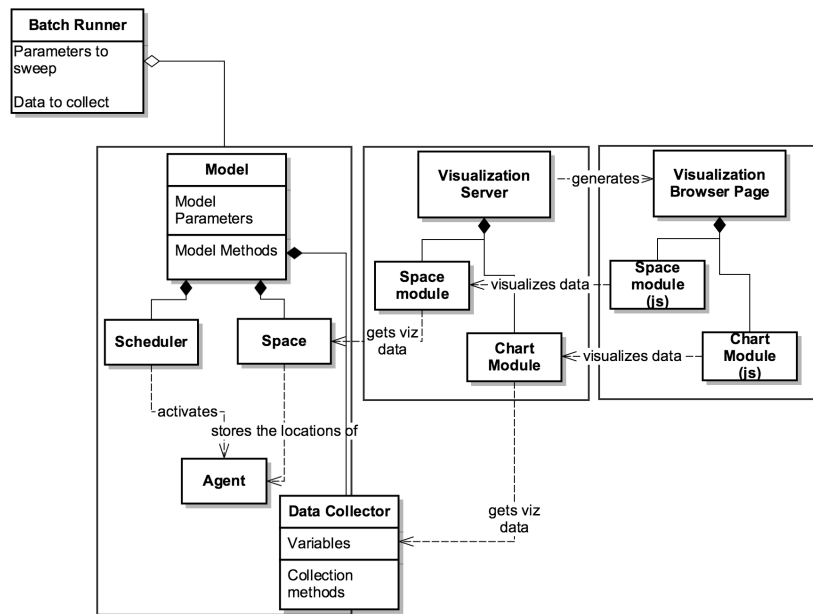 Batch Runner
Parameters to
sweep
Data to collect
Model
Model
Parameters
Model Methods
Scheduler
Space
activates
stores the locations of
Agent
Data Collector
Variables
Collection
methods
Visualization
Server
generates
Visualization
Browser Page
Space
module
visualizes data
Space
module
(js)
gets viz
data
Chart
Module
visualizes data
Chart
Module
(js)
gets viz
data